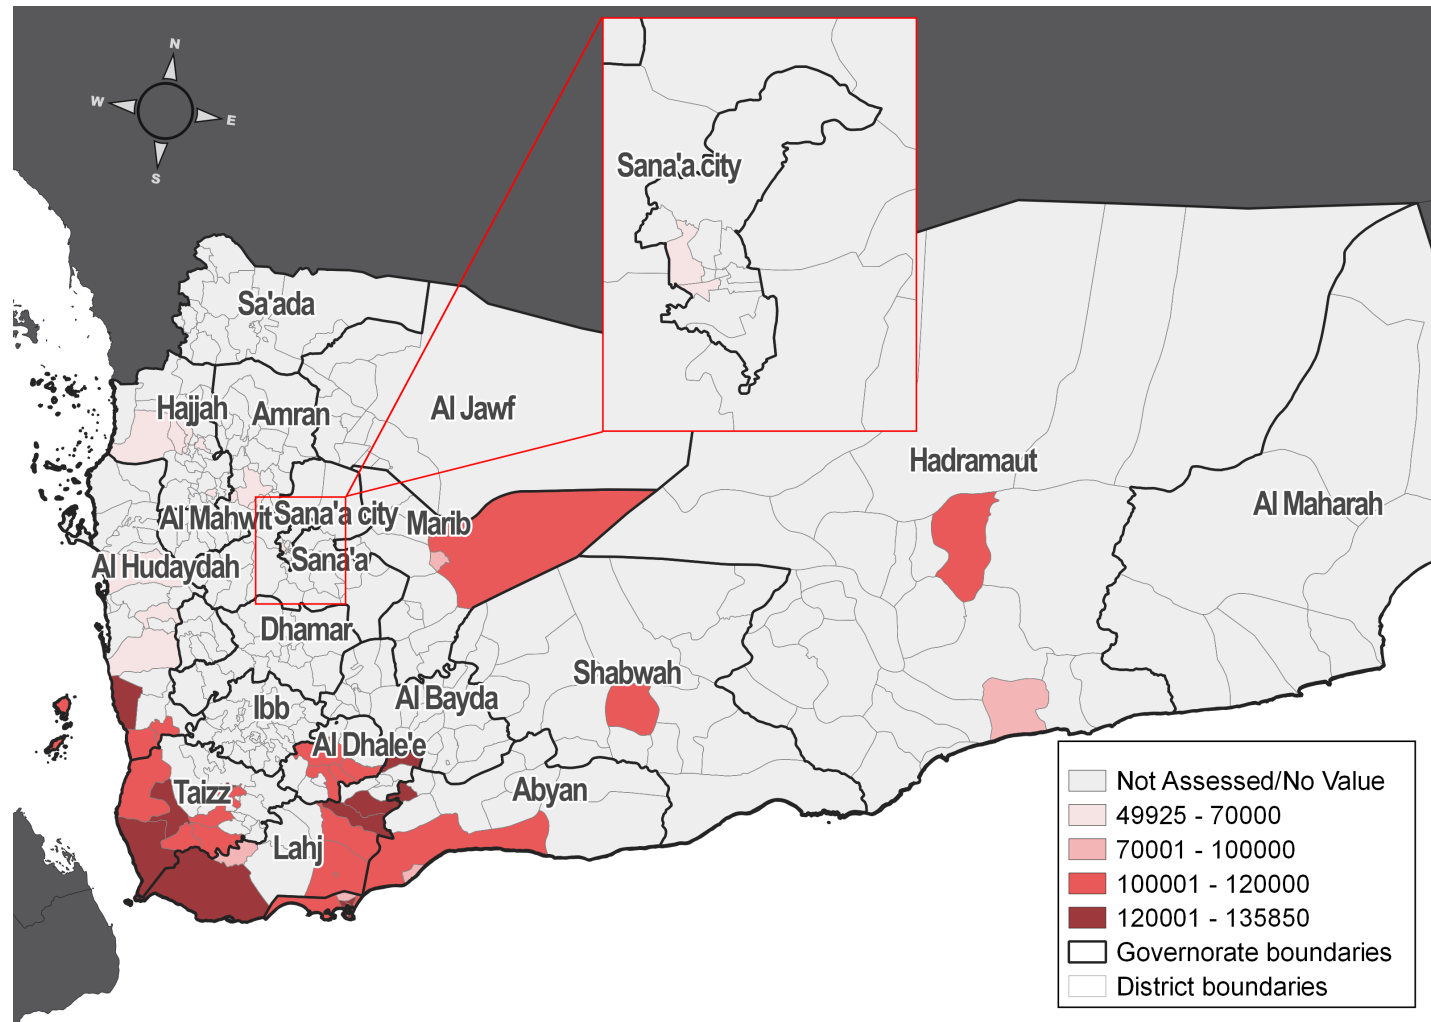 N
W
E
S
Sana'a city
Sa'ada
Hajjah
Amran
Al Jawf
Hadramaut
Al Maharah
Al Mahwit
Sana'a city
Marib
Al Hudaydah
Sana'a
Dhamar
Shabwah
Al Bayda
Ibb
Al Dhale'e
Taizz
Abyan
Lahj
Not Assessed/No Value
49925 - 70000
70001 - 100000
100001 - 120000
120001 - 135850
Governorate boundaries
District boundaries